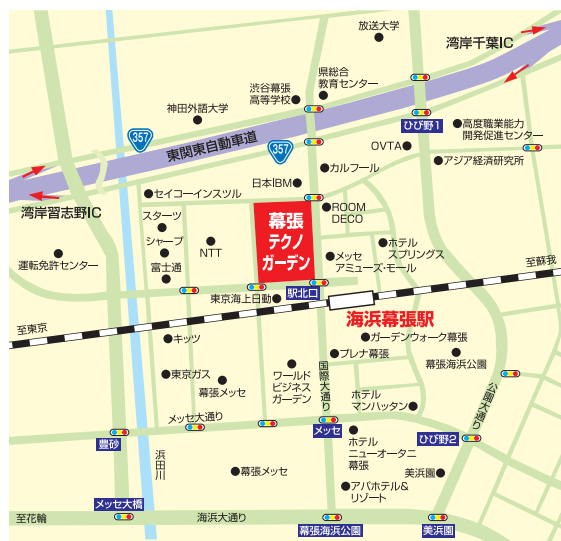 放送大学
湾岸千葉IC
県総合
教育センター
渋谷幕張
高等学校
神田外語大学
ひび野1
高度職業能力
開発促進センター
357
東関東自動車道
357
OVTA
アジア経済研究所
カルフール
日本IBM
セイコーインスツル
湾岸習志野IC
スターツ
ROOM
DECO
幕張
テクノ
ガーデン
シャープ
NTT
ホテル
スプリングス
メッセ
アミューズ・モール
運転免許センター
富士通
至蘇我
東京海上日動
駅北口
海浜幕張駅
至東京
キッツ
ガーデンウォーク幕張
プレナ幕張
幕張海浜公園
東京ガス
幕張メッセ
ワールド
ビジネス
ガーデン
国際大通り
ホテル
マンハッタン
公園大通り
メッセ大通り
豊砂
メッセ
ひび野2
浜田川
ホテル
ニューオータニ
幕張
幕張メッセ
美浜園
アパホテル&
リゾート
メッセ大橋
至花輪
海浜大通り
幕張海浜公園
美浜園